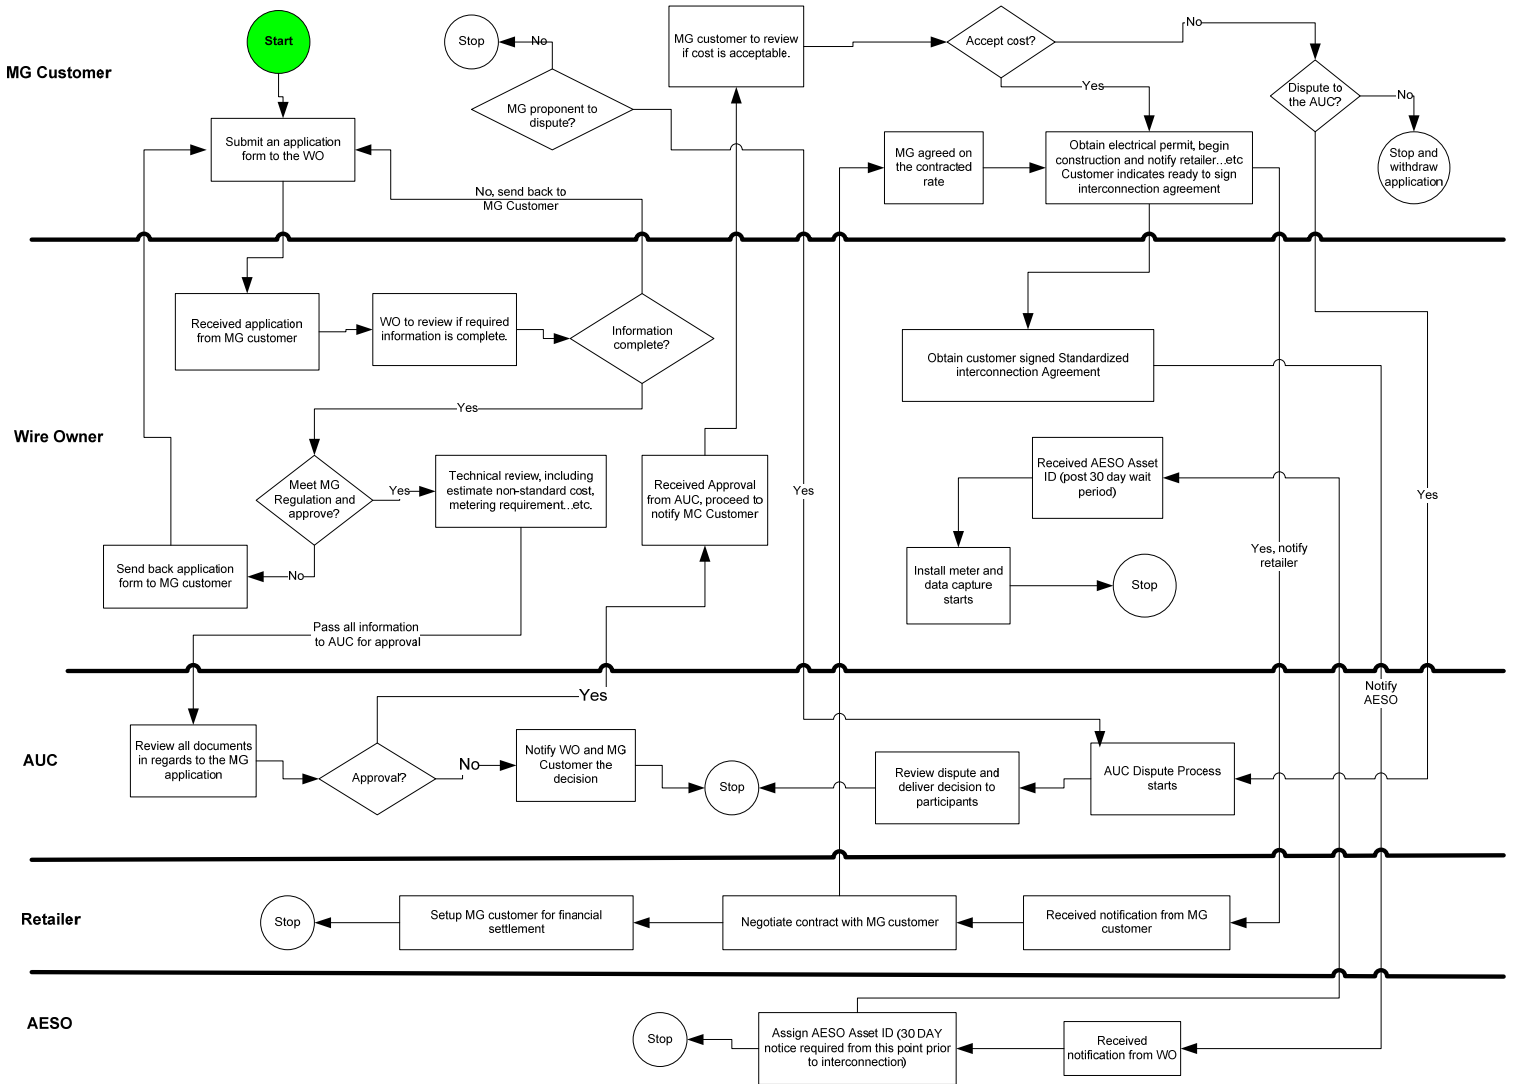 MG Customer
Start
Stop
No
MG proponent to
dispute?
MG customer to review
if cost is acceptable.
Accept cost?
No
Yes
Dispute to
the AUC?
No
Stop and
withdraw
application
Submit an application
form to the WO
No, send back to
MG Customer
MG agreed on
the contracted
rate
Obtain electrical permit, begin
construction and notify retailer...etc
Customer indicates ready to sign
interconnection agreement
Wire Owner
Received application
from MG customer
WO to review if required
information is complete.
Information
complete?
Yes
Meet MG
Regulation and
approve?
Yes
Technical review, including
estimate non-standard cost,
metering requirement...etc.
No
Send back application
form to MG customer
Pass all information
to AUC for approval
Received Approval
from AUC, proceed to
notify MC Customer
Yes
Obtain customer signed Standardized
interconnection Agreement
Received AESO Asset
ID (post 30 day wait
period)
Install meter and
data capture
starts
Stop
Yes, notify
retailer
Yes
Notify
AESO
AUC
Review all documents
in regards to the MG
application
Approval?
Yes
No
Notify WO and MG
Customer the
decision
Stop
Review dispute and
deliver decision to
participants
AUC Dispute Process
starts
Retailer
Stop
Setup MG customer for financial
settlement
Negotiate contract with MG customer
Received notification from MG
customer
AESO
Stop
Assign AESO Asset ID (30 DAY
notice required from this point prior
to interconnection)
Received
notification from WO